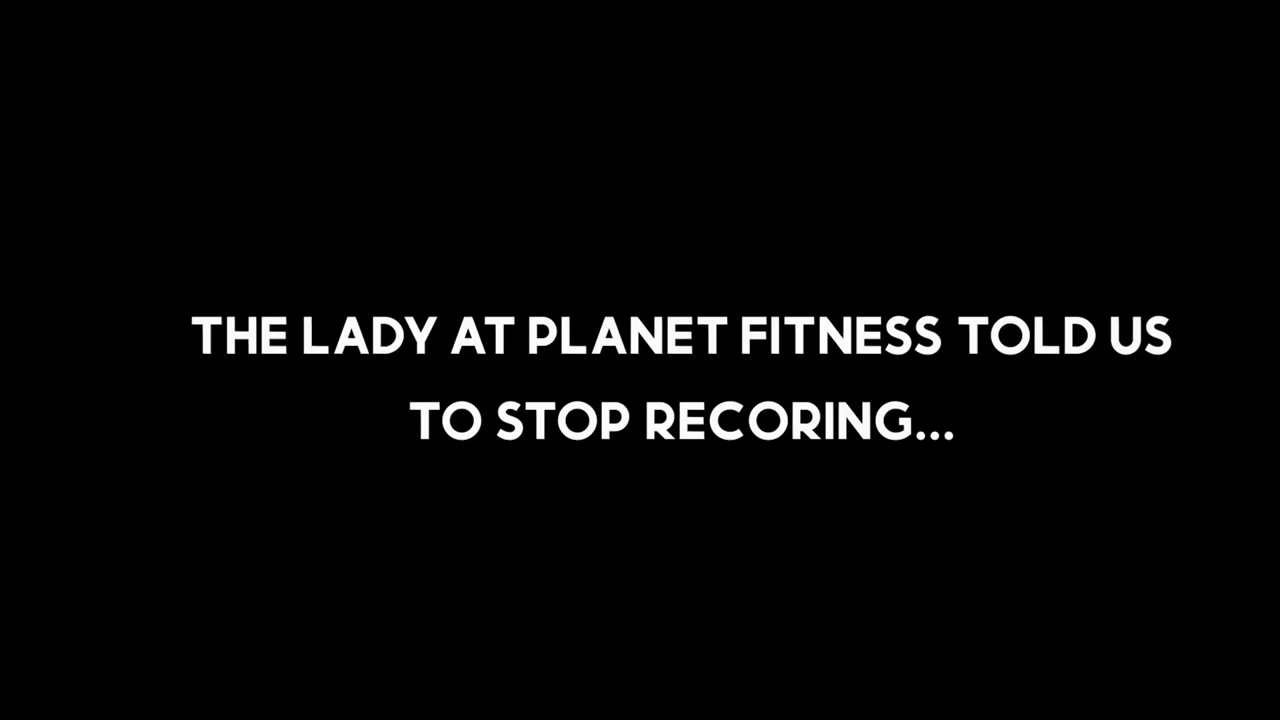 THE LADY AT PLANET FITNESS TOLD US
TO STOP RECORING...